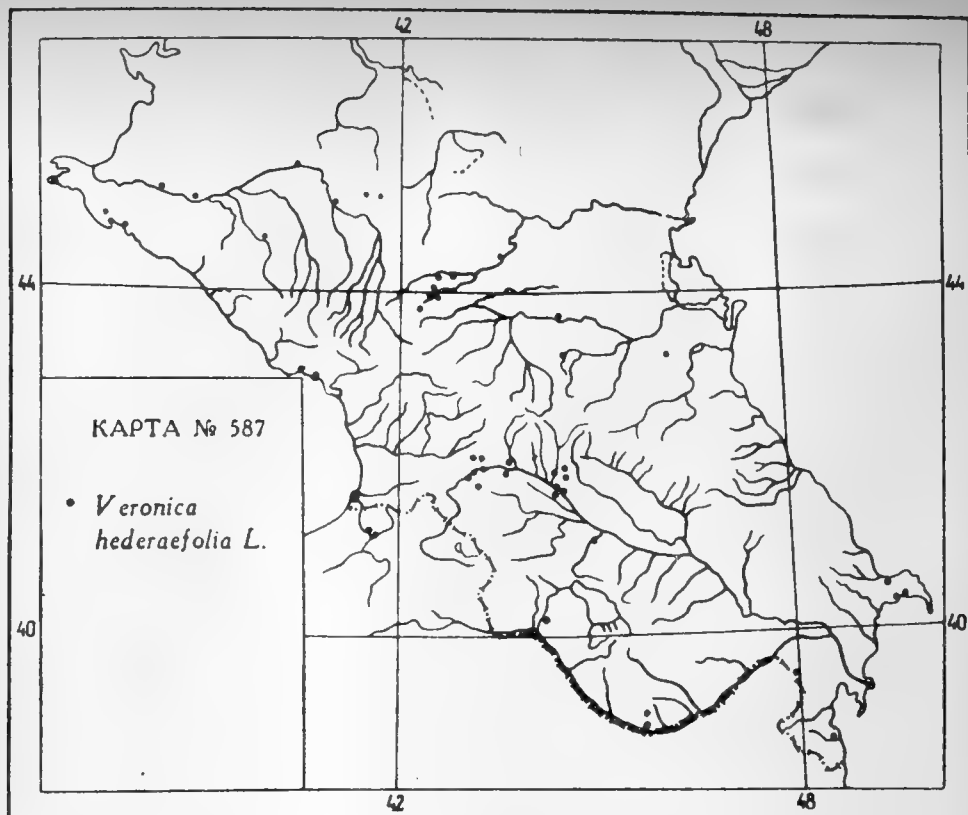 42 48
44 44
КАРТА № 587
• Veronica
hederaefolia L.
40 40
42 48